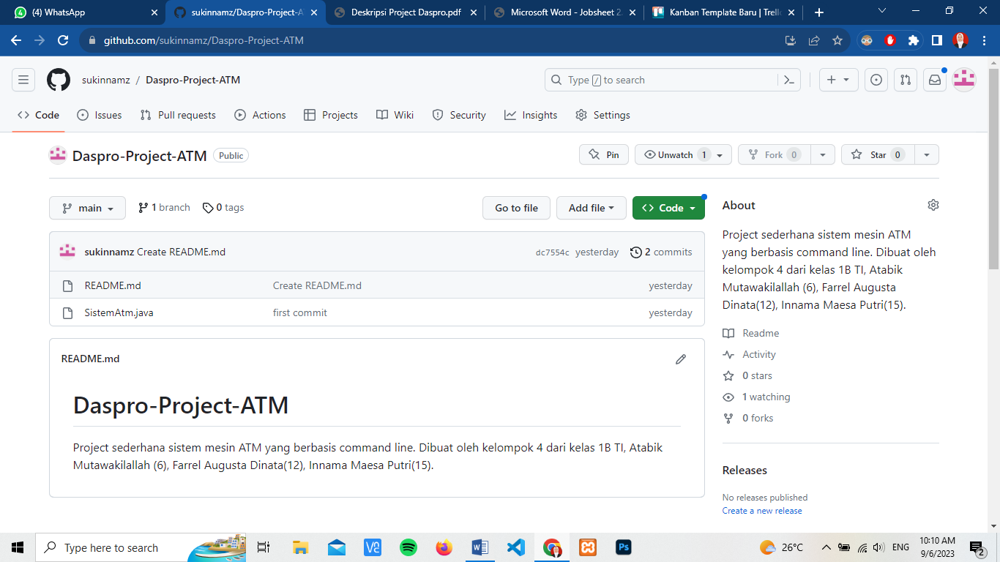 (4) WhatsApp
sukinnamz/Daspro-Project-A
Deskripsi Project Daspro.pdf
Microsoft Word - Jobsheet 2.
Kanban Template Baru | Trell
github.com/sukinnamz/Daspro-Project-ATM
sukinnamz / Daspro-Project-ATM
Type / to search
Code
Issues
Pull requests
Actions
Projects
Wiki
Security
Insights
Settings
Daspro-Project-ATM Public
Pin
Unwatch 1
Fork 0
Star 0
main
1 branch
0 tags
Go to file
Add file
Code
sukinnamz Create README.md
dc7554c yesterday
2 commits
README.md Create README.md yesterday
SistemAtm.java first commit yesterday
README.md
Daspro-Project-ATM
Project sederhana sistem mesin ATM yang berbasis command line. Dibuat oleh kelompok 4 dari kelas 1B TI, Atabik
Mutawakilallah (6), Farrel Augusta Dinata(12), Innama Maesa Putri(15).
About
Project sederhana sistem mesin ATM
yang berbasis command line. Dibuat oleh
kelompok 4 dari kelas 1B TI, Atabik
Mutawakilallah (6), Farrel Augusta
Dinata(12), Innama Maesa Putri(15).
Readme
Activity
0 stars
1 watching
0 forks
Releases
No releases published
Create a new release
Type here to search
26°C
ENG
10:10 AM
9/6/2023
2